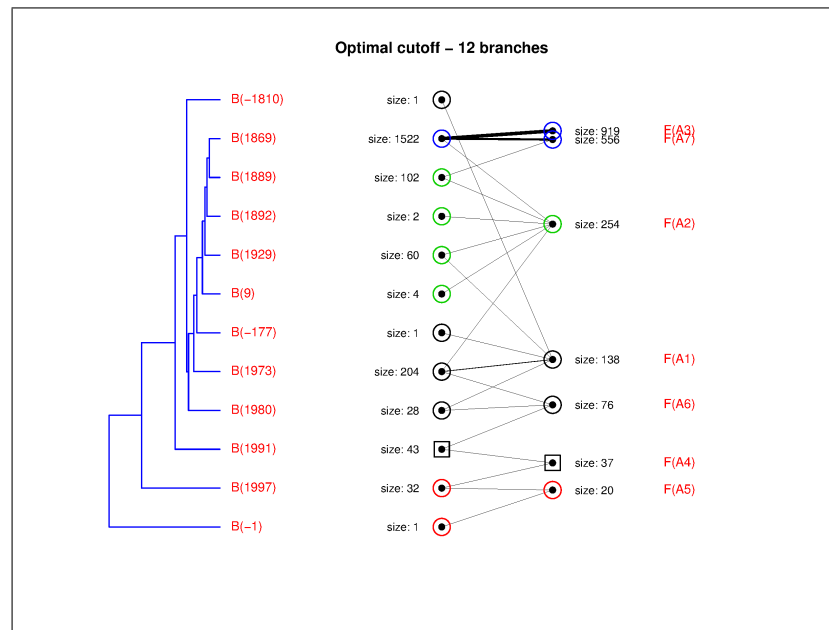 Optimal cutoff – 12 branches
B(−1810) size: 1
size: 919 F(A3)
B(1869) size: 1522 size: 556 F(A7)
B(1889) size: 102
B(1892) size: 2 size: 254 F(A2)
B(1929) size: 60
B(9) size: 4
B(−177) size: 1
size: 138 F(A1)
B(1973) size: 204
size: 76 F(A6)
B(1980) size: 28
B(1991) size: 43
size: 37 F(A4)
B(1997) size: 32 size: 20 F(A5)
B(−1) size: 1